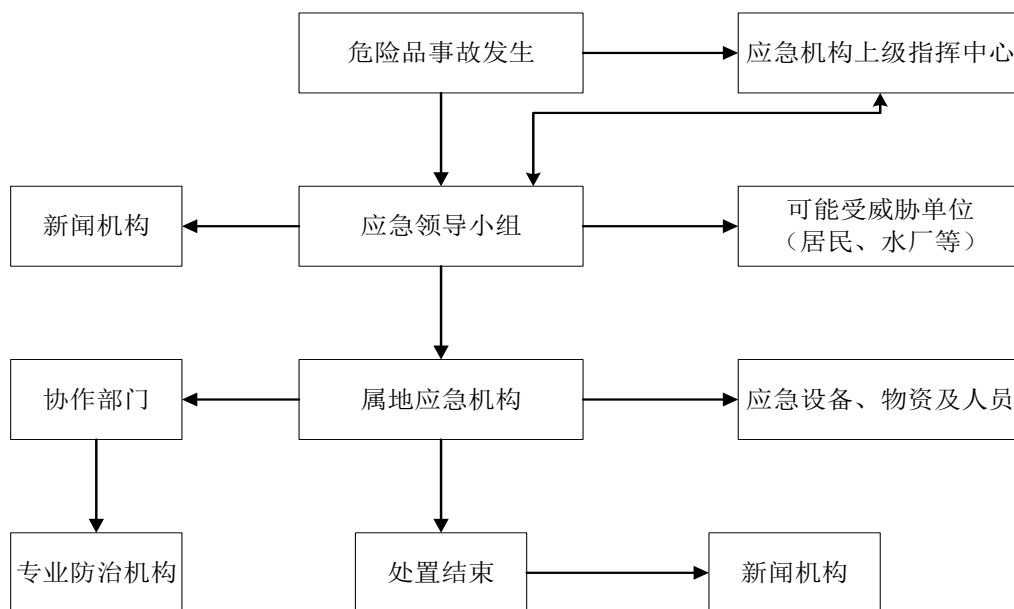 危险品事故发生
应急机构上级指挥中心
新闻机构
应急领导小组
可能受威胁单位
（居民、水厂等）
协作部门
属地应急机构
应急设备、物资及人员
专业防治机构
处置结束
新闻机构